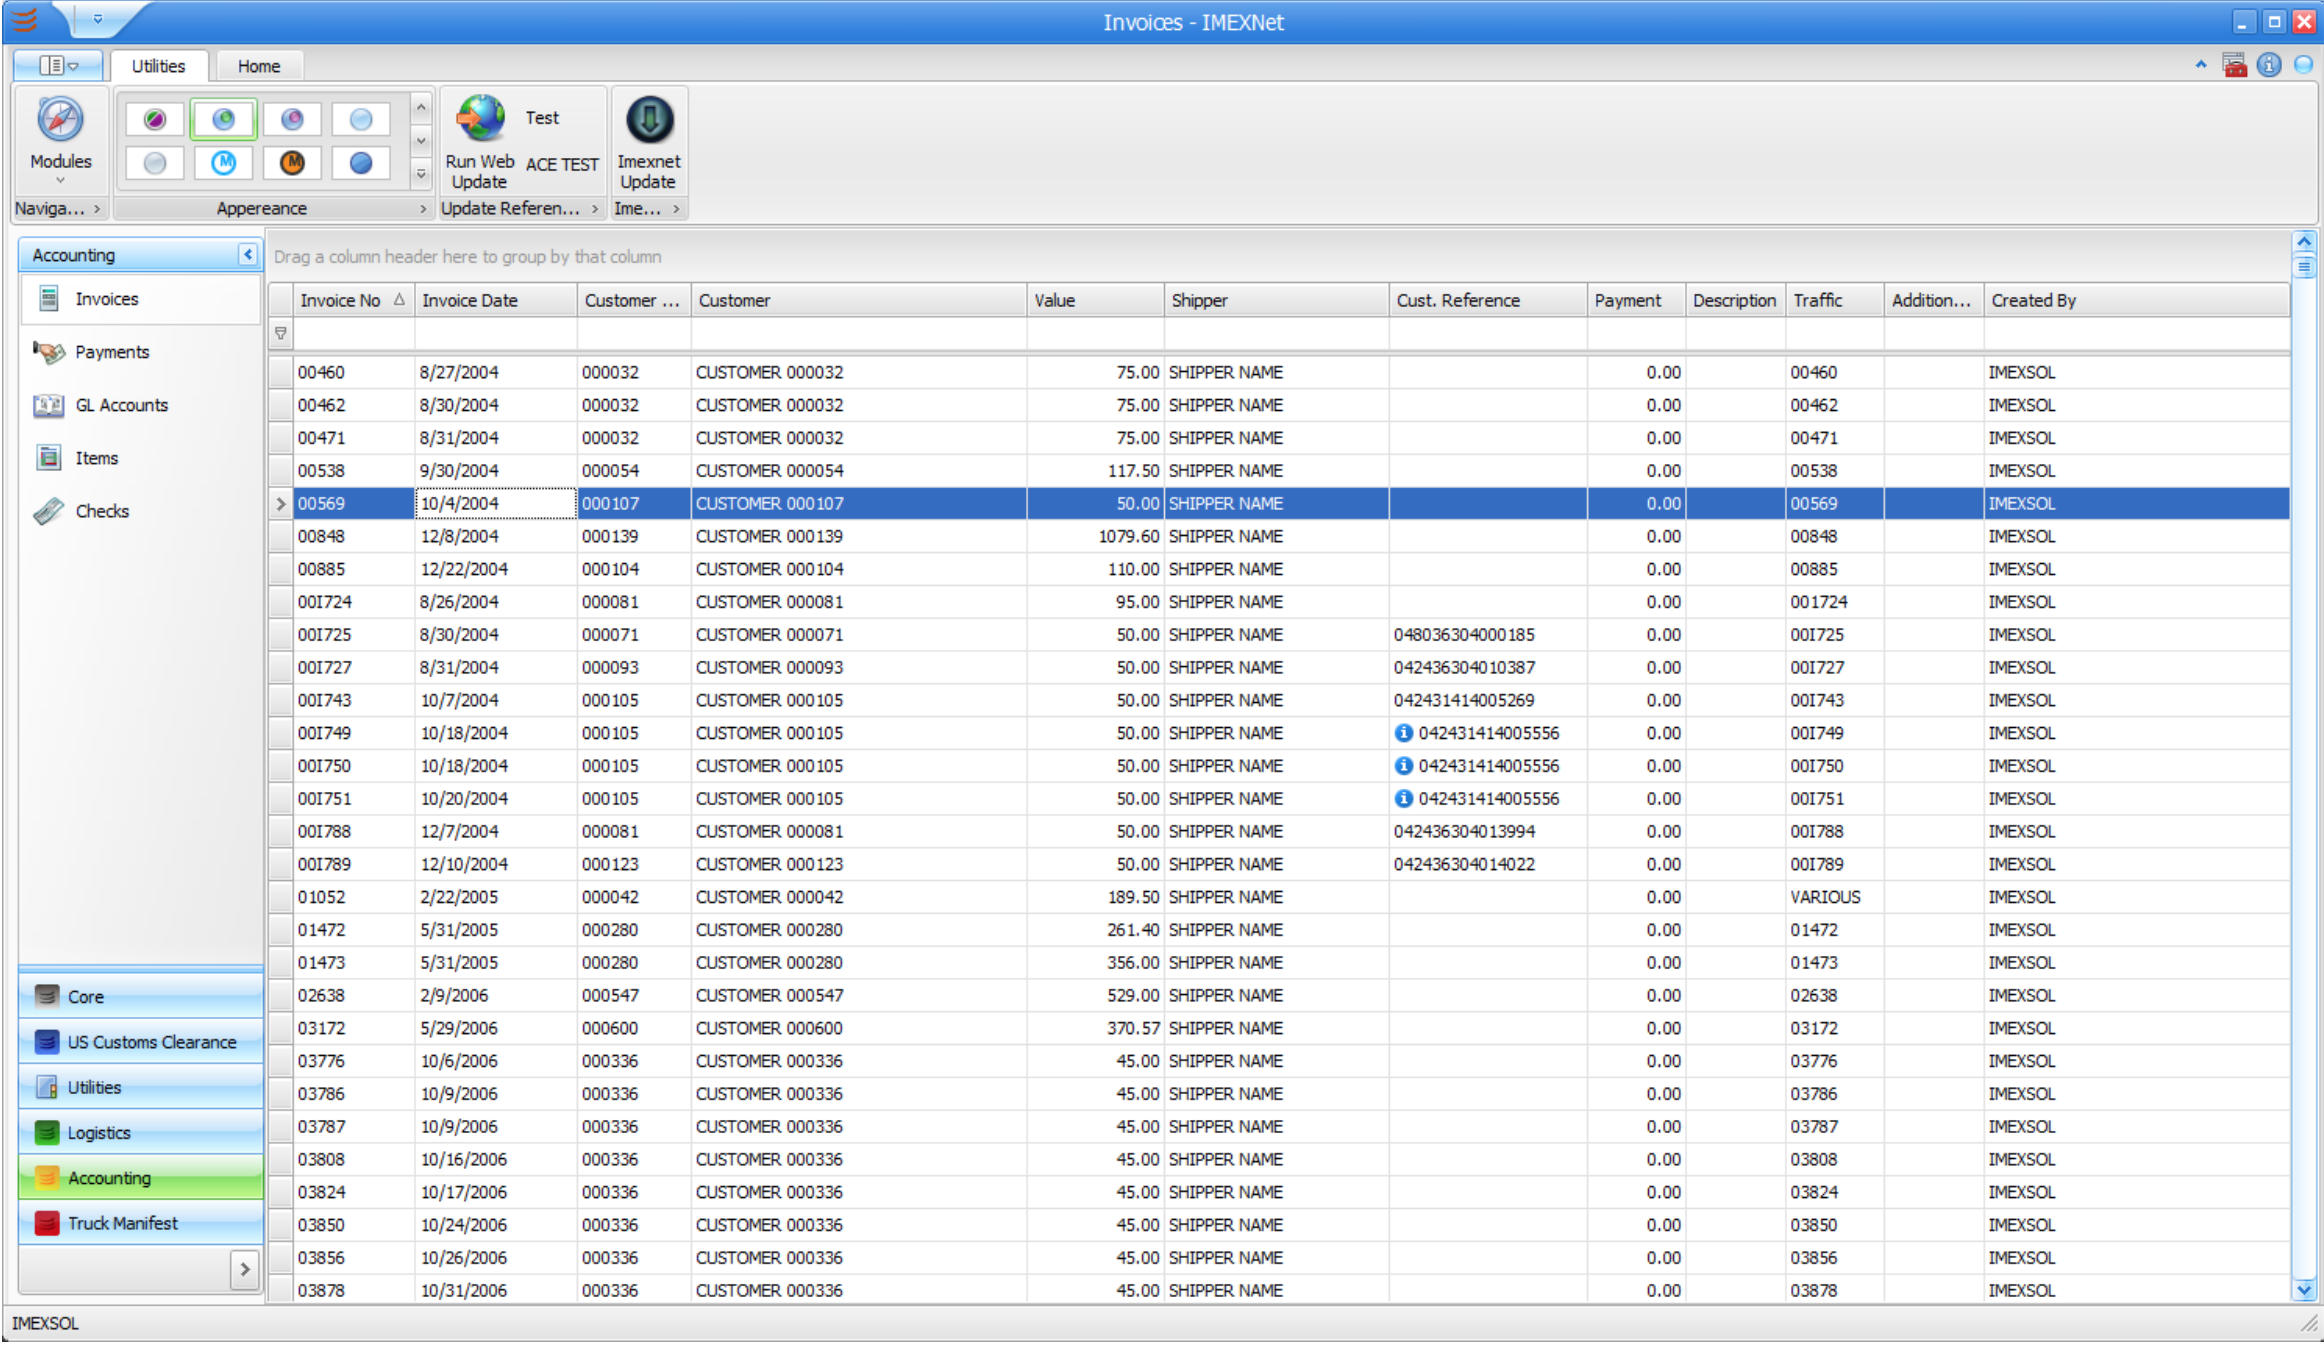 Invoices - IMEXNet
Utilities Home
Modules
Run Web Update
Test
ACE TEST
Imexnet Update
Naviga... Appereance Update Referen... Ime...
Accounting
Invoices
Payments
GL Accounts
Items
Checks
Core
US Customs Clearance
Utilities
Logistics
Accounting
Truck Manifest
Drag a column header here to group by that column
Invoice No Invoice Date Customer ... Customer Value Shipper Cust. Reference Payment Description Traffic Addition... Created By
00460 8/27/2004 000032 CUSTOMER 000032 75.00 SHIPPER NAME 0.00 00460 IMEXSOL
00462 8/30/2004 000032 CUSTOMER 000032 75.00 SHIPPER NAME 0.00 00462 IMEXSOL
00471 8/31/2004 000032 CUSTOMER 000032 75.00 SHIPPER NAME 0.00 00471 IMEXSOL
00538 9/30/2004 000054 CUSTOMER 000054 117.50 SHIPPER NAME 0.00 00538 IMEXSOL
00569 10/4/2004 000107 CUSTOMER 000107 50.00 SHIPPER NAME 0.00 00569 IMEXSOL
00848 12/8/2004 000139 CUSTOMER 000139 1079.60 SHIPPER NAME 0.00 00848 IMEXSOL
00885 12/22/2004 000104 CUSTOMER 000104 110.00 SHIPPER NAME 0.00 00885 IMEXSOL
00I724 8/26/2004 000081 CUSTOMER 000081 95.00 SHIPPER NAME 0.00 001724 IMEXSOL
00I725 8/30/2004 000071 CUSTOMER 000071 50.00 SHIPPER NAME 048036304000185 0.00 00I725 IMEXSOL
00I727 8/31/2004 000093 CUSTOMER 000093 50.00 SHIPPER NAME 042436304010387 0.00 00I727 IMEXSOL
00I743 10/7/2004 000105 CUSTOMER 000105 50.00 SHIPPER NAME 042431414005269 0.00 00I743 IMEXSOL
00I749 10/18/2004 000105 CUSTOMER 000105 50.00 SHIPPER NAME 042431414005556 0.00 00I749 IMEXSOL
00I750 10/18/2004 000105 CUSTOMER 000105 50.00 SHIPPER NAME 042431414005556 0.00 00I750 IMEXSOL
00I751 10/20/2004 000105 CUSTOMER 000105 50.00 SHIPPER NAME 042431414005556 0.00 00I751 IMEXSOL
00I788 12/7/2004 000081 CUSTOMER 000081 50.00 SHIPPER NAME 042436304013994 0.00 00I788 IMEXSOL
00I789 12/10/2004 000123 CUSTOMER 000123 50.00 SHIPPER NAME 042436304014022 0.00 00I789 IMEXSOL
01052 2/22/2005 000042 CUSTOMER 000042 189.50 SHIPPER NAME 0.00 VARIOUS IMEXSOL
01472 5/31/2005 000280 CUSTOMER 000280 261.40 SHIPPER NAME 0.00 01472 IMEXSOL
01473 5/31/2005 000280 CUSTOMER 000280 356.00 SHIPPER NAME 0.00 01473 IMEXSOL
02638 2/9/2006 000547 CUSTOMER 000547 529.00 SHIPPER NAME 0.00 02638 IMEXSOL
03172 5/29/2006 000600 CUSTOMER 000600 370.57 SHIPPER NAME 0.00 03172 IMEXSOL
03776 10/6/2006 000336 CUSTOMER 000336 45.00 SHIPPER NAME 0.00 03776 IMEXSOL
03786 10/9/2006 000336 CUSTOMER 000336 45.00 SHIPPER NAME 0.00 03786 IMEXSOL
03787 10/9/2006 000336 CUSTOMER 000336 45.00 SHIPPER NAME 0.00 03787 IMEXSOL
03808 10/16/2006 000336 CUSTOMER 000336 45.00 SHIPPER NAME 0.00 03808 IMEXSOL
03824 10/17/2006 000336 CUSTOMER 000336 45.00 SHIPPER NAME 0.00 03824 IMEXSOL
03850 10/24/2006 000336 CUSTOMER 000336 45.00 SHIPPER NAME 0.00 03850 IMEXSOL
03856 10/26/2006 000336 CUSTOMER 000336 45.00 SHIPPER NAME 0.00 03856 IMEXSOL
03878 10/31/2006 000336 CUSTOMER 000336 45.00 SHIPPER NAME 0.00 03878 IMEXSOL
IMEXSOL